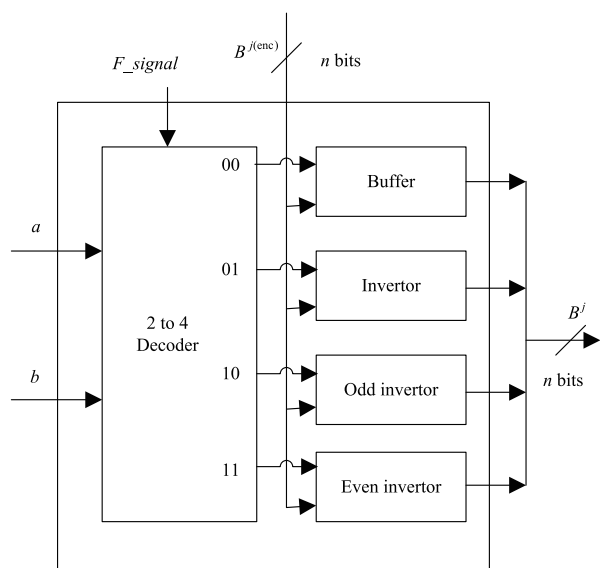 B^j(enc)
n bits
F_signal
00
Buffer
a
01
Invertor
2 to 4
Decoder
B^j
b
10
Odd invertor
n bits
11
Even invertor